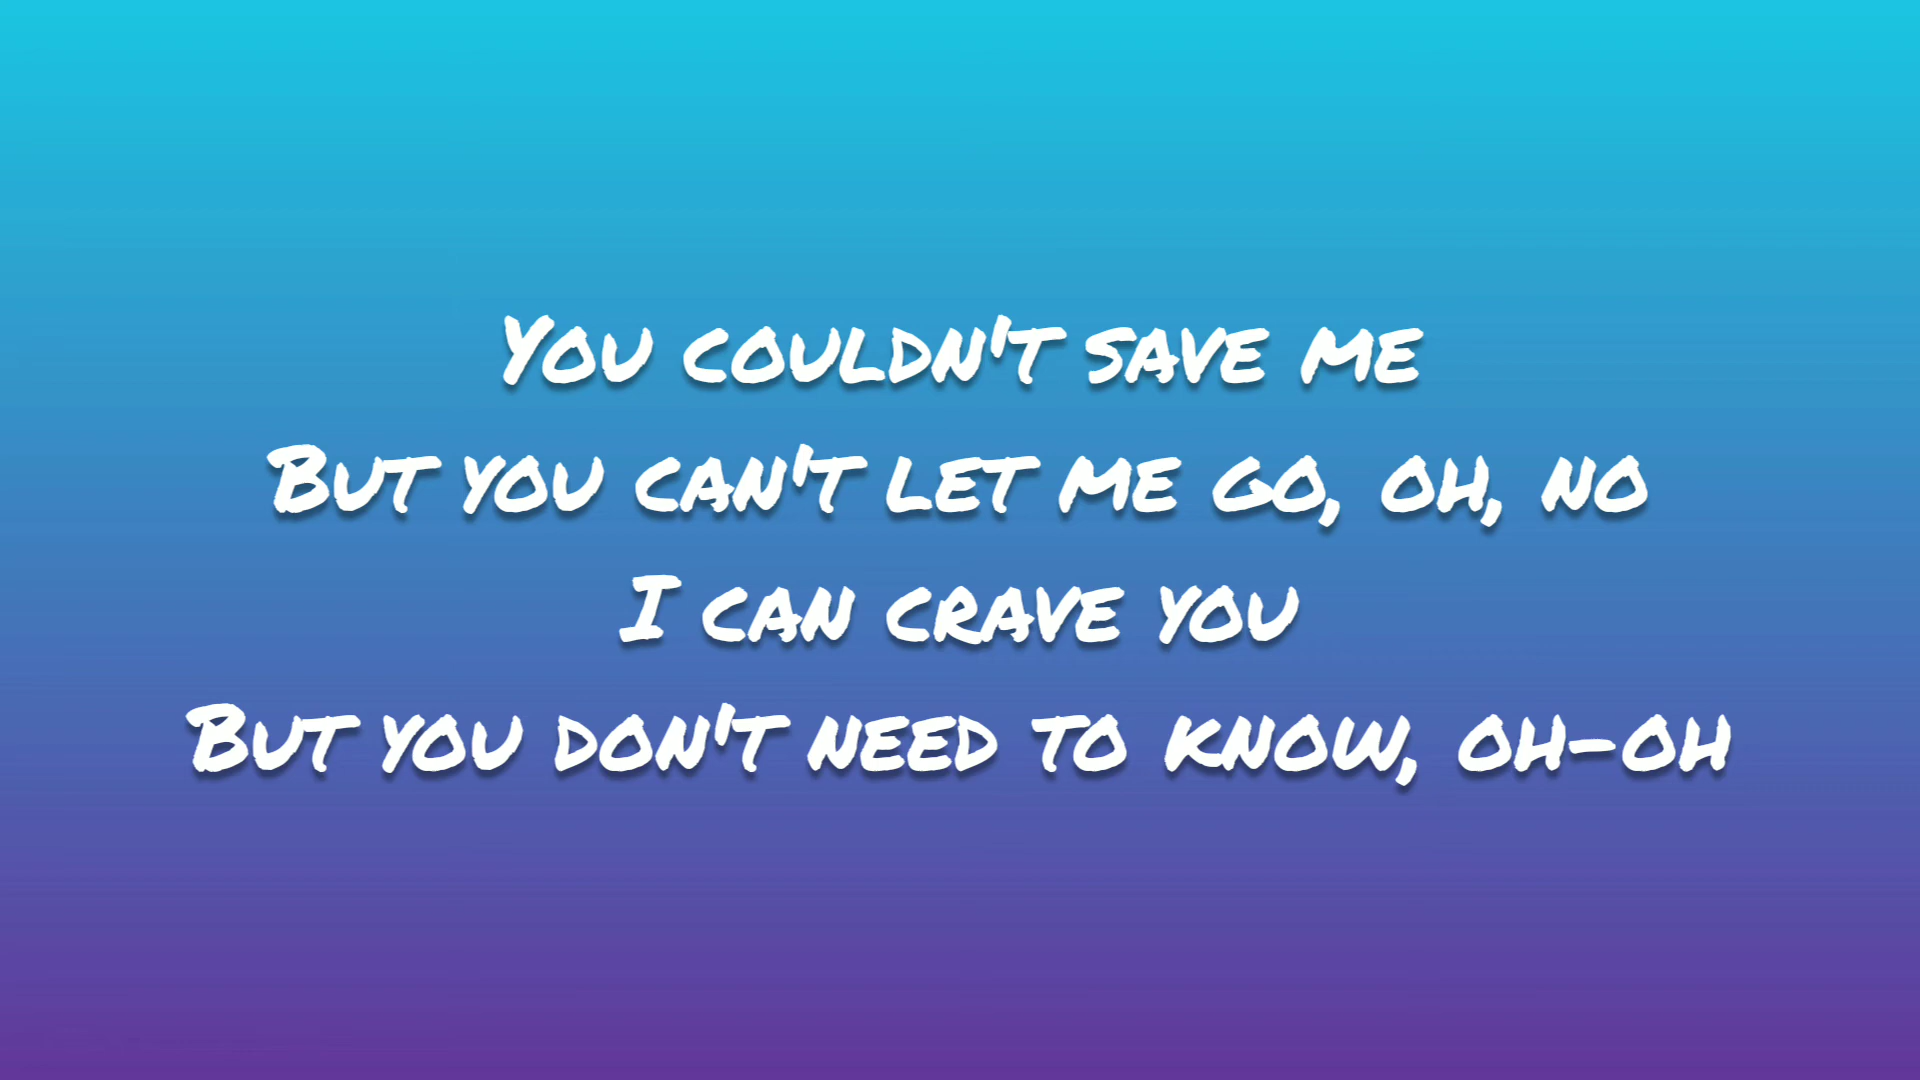 You couldn't save me
But you can't let me go, oh, no
I can crave you
But you don't need to know, oh-oh